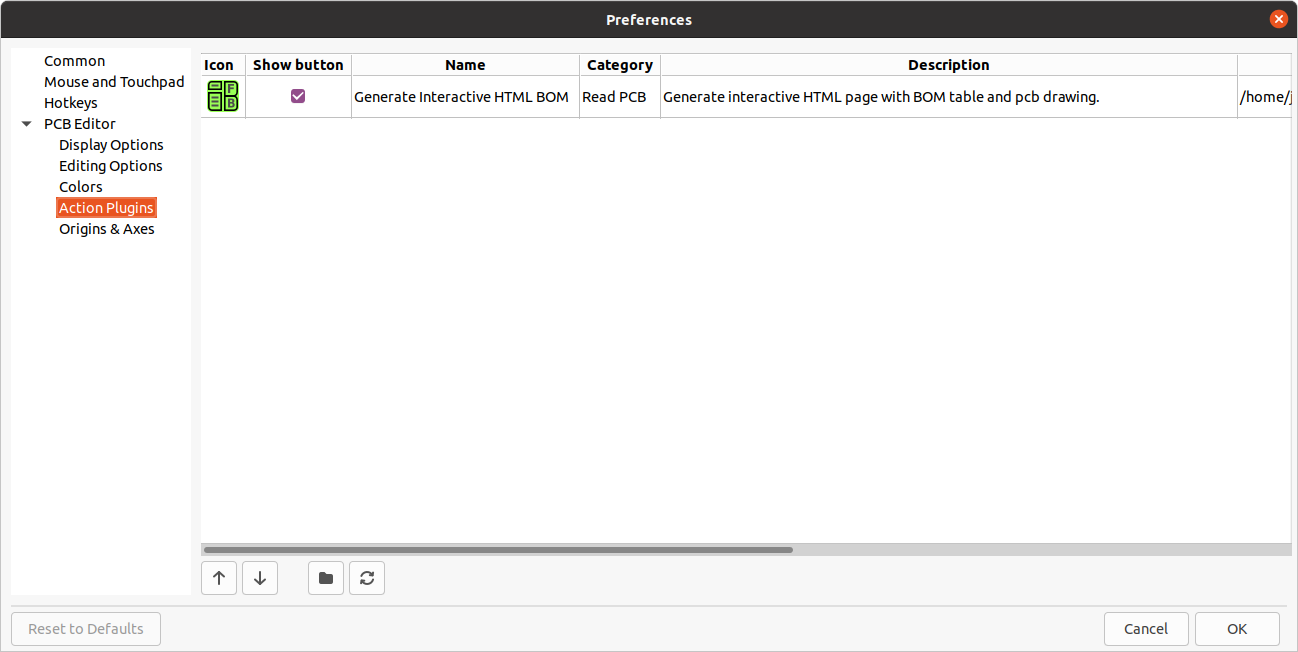 Preferences
Common
Mouse and Touchpad
Hotkeys
PCB Editor
Display Options
Editing Options
Colors
Action Plugins
Origins & Axes
Icon Show button Name Category Description
F
B
Generate Interactive HTML BOM Read PCB Generate interactive HTML page with BOM table and pcb drawing. /home/j
Reset to Defaults Cancel OK